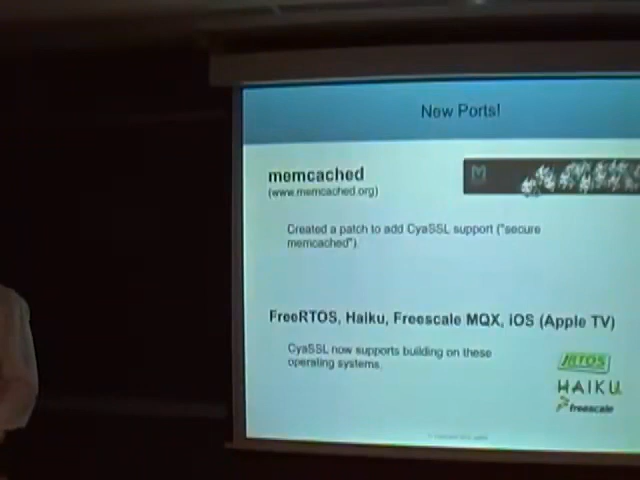 New Ports!
memcached
(www.memcached.org)
Created a patch to add CyaSSL support ("secure
memcached").
FreeRTOS, Haiku, Freescale MQX, iOS (Apple TV)
CyaSSL now supports building on these
operating systems.
RTOS
HAIKU
freescale